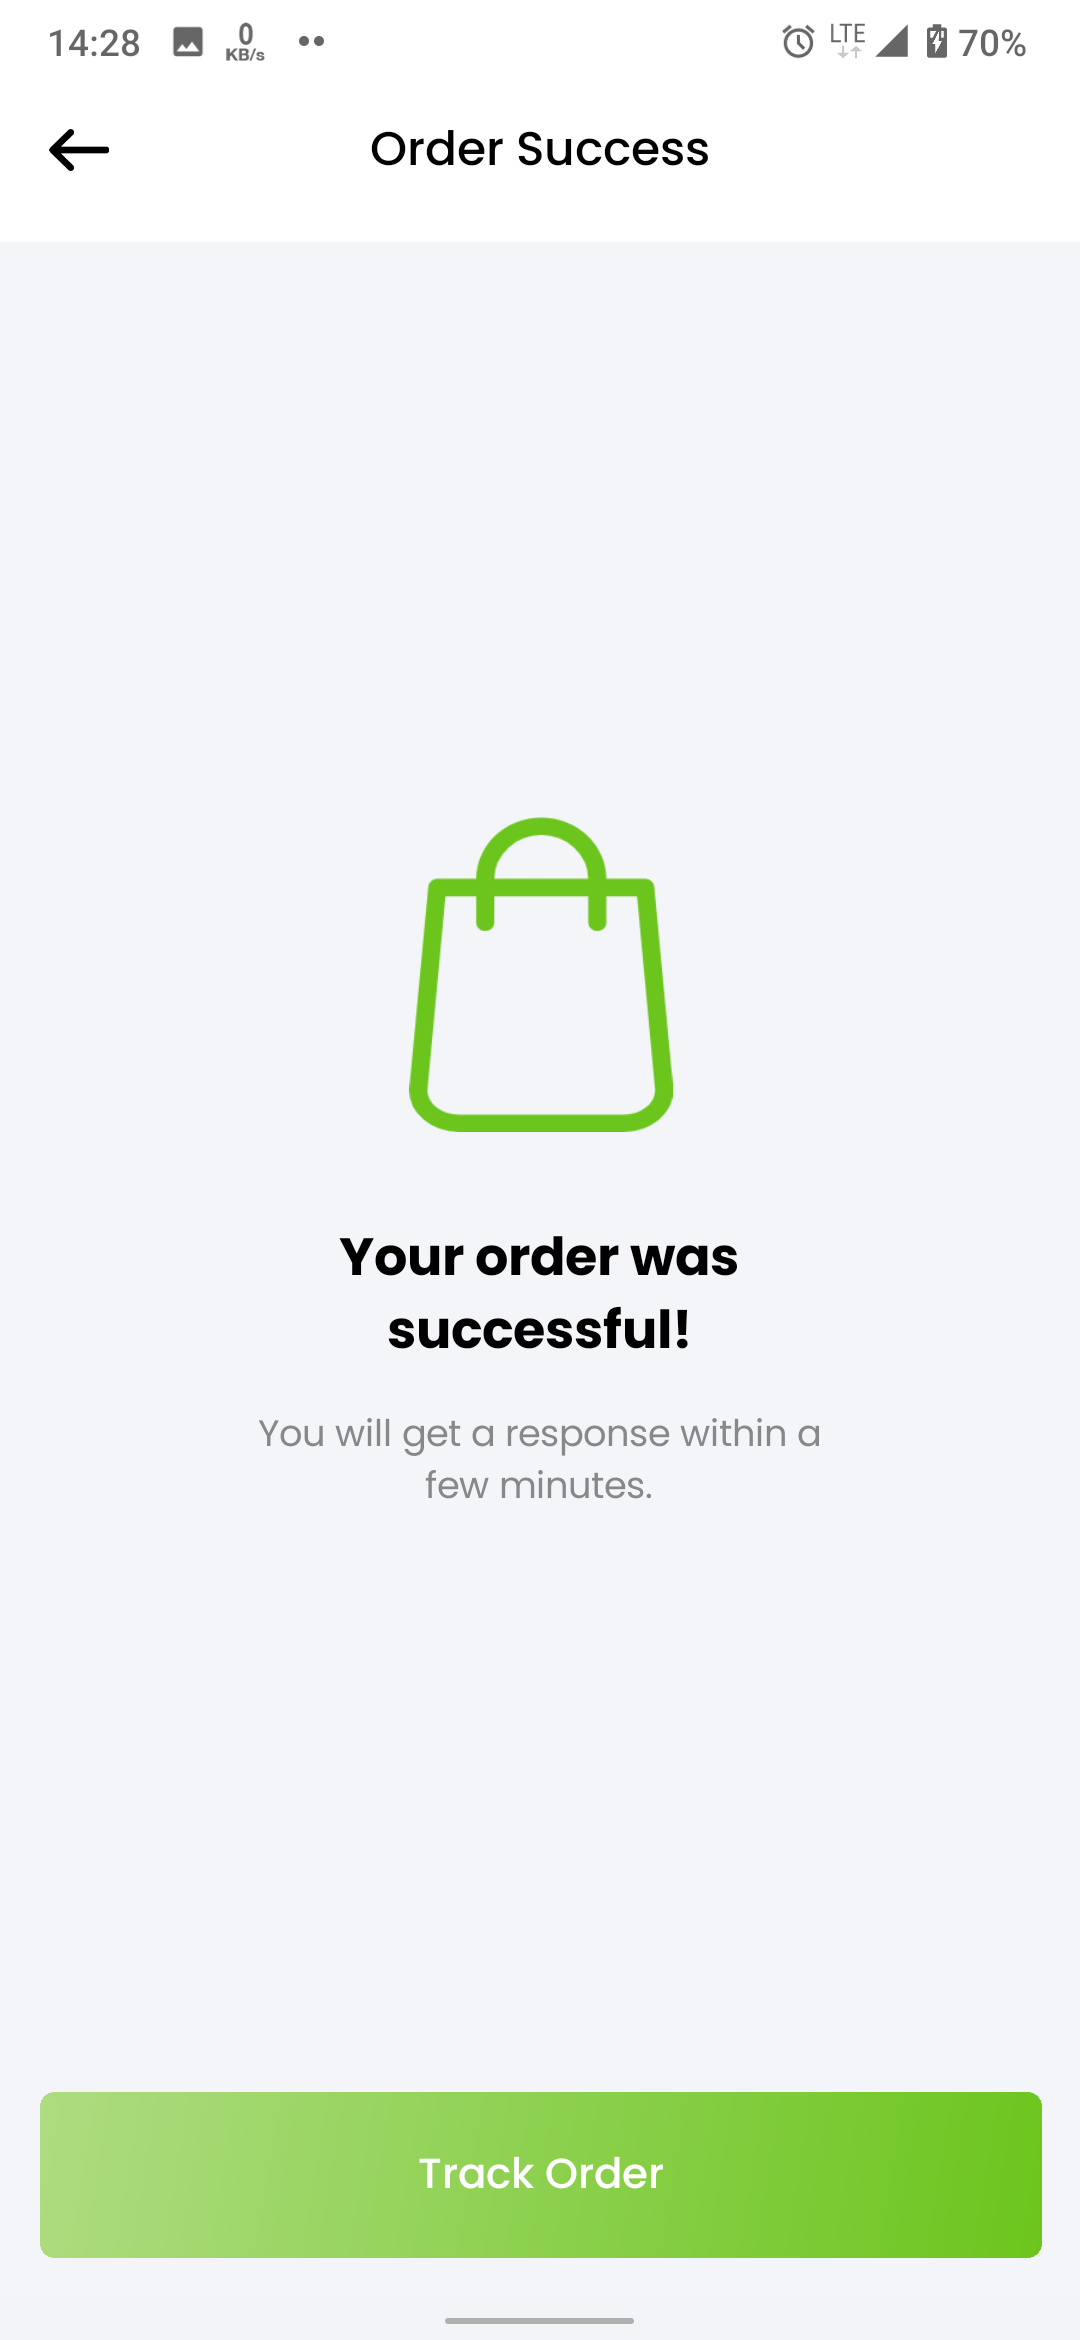 14:28 0 KB/s LTE 70%
Order Success
Your order was
successful!
You will get a response within a
few minutes.
Track Order